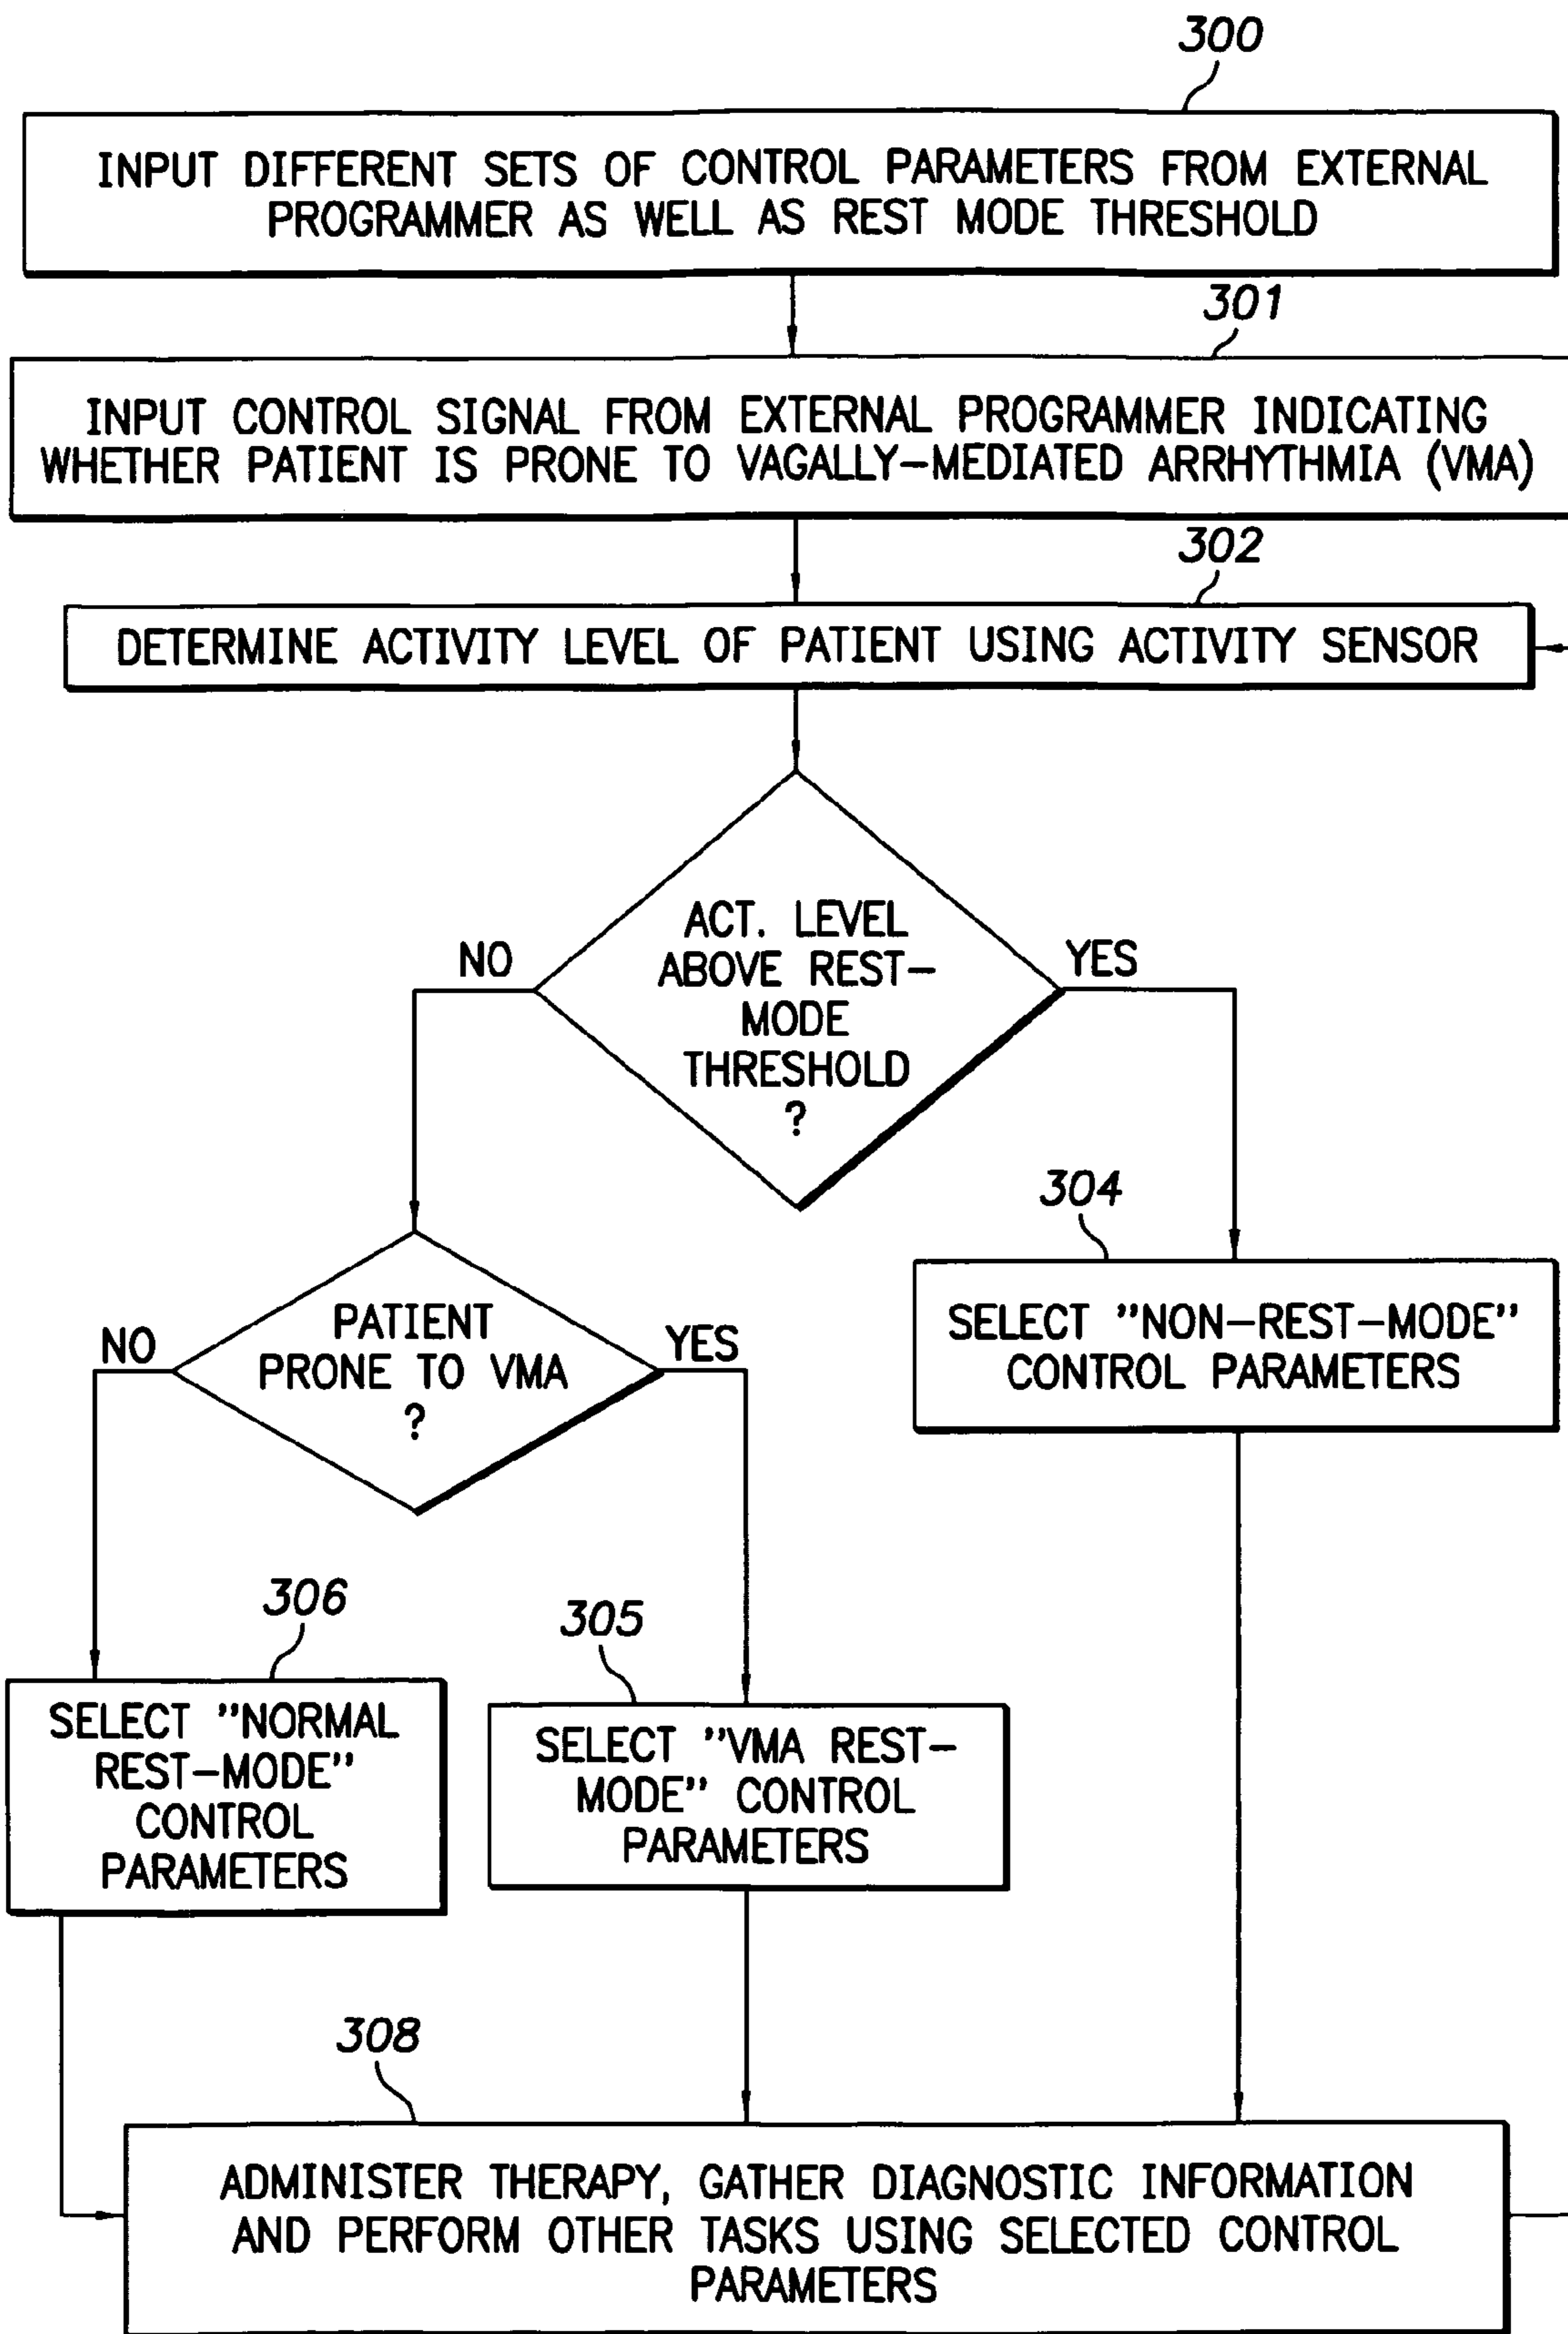 300
INPUT DIFFERENT SETS OF CONTROL PARAMETERS FROM EXTERNAL
PROGRAMMER AS WELL AS REST MODE THRESHOLD
301
INPUT CONTROL SIGNAL FROM EXTERNAL PROGRAMMER INDICATING
WHETHER PATIENT IS PRONE TO VAGALLY-MEDIATED ARRHYTHMIA (VMA)
302
DETERMINE ACTIVITY LEVEL OF PATIENT USING ACTIVITY SENSOR
ACT. LEVEL
ABOVE REST-
MODE
THRESHOLD
?
NO
YES
304
SELECT "NON-REST-MODE"
CONTROL PARAMETERS
PATIENT
PRONE TO VMA
?
NO
YES
306
SELECT "NORMAL
REST-MODE"
CONTROL
PARAMETERS
305
SELECT "VMA REST-
MODE" CONTROL
PARAMETERS
308
ADMINISTER THERAPY, GATHER DIAGNOSTIC INFORMATION
AND PERFORM OTHER TASKS USING SELECTED CONTROL
PARAMETERS